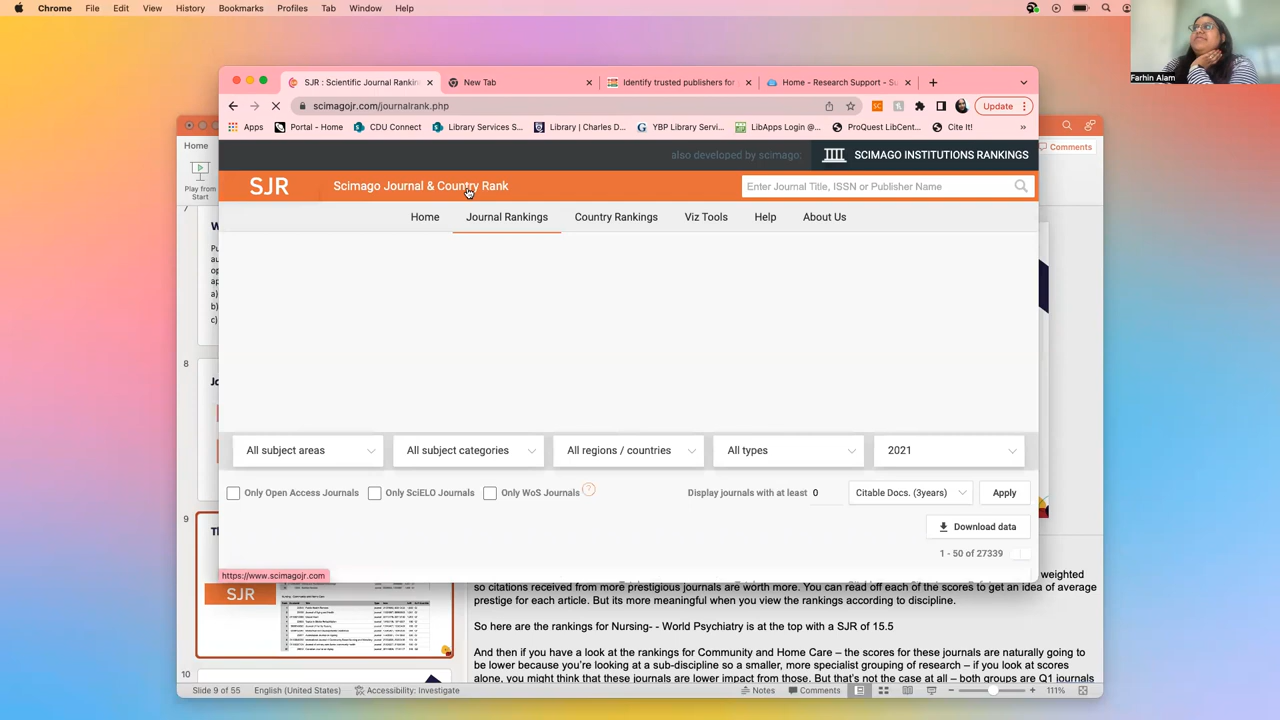 Chrome File Edit View History Bookmarks Profiles Tab Window Help
Farhin Alam
SJR : Scientific Journal Rankin
New Tab
Identify trusted publishers for
Home - Research Support - S
scimagojr.com/journalrank.php
Update
Apps
Portal - Home
CDU Connect
Library Services S...
Library | Charles D...
YBP Library Servi...
LibApps Login @...
ProQuest LibCent...
Cite It!
»
also developed by scimago:
SCIMAGO INSTITUTIONS RANKINGS
SJR
Scimago Journal & Country Rank
Enter Journal Title, ISSN or Publisher Name
Home
Journal Rankings
Country Rankings
Viz Tools
Help
About Us
All subject areas
All subject categories
All regions / countries
All types
2021
Only Open Access Journals
Only SciELO Journals
Only WoS Journals
?
Display journals with at least 0
Citable Docs. (3years)
Apply
Download data
1 - 50 of 27339
https://www.scimagojr.com
Home
Comments
Play from
Start
7
8
9
SJR
10
weighted
so citations received from more prestigious journals are worth more. You can read off each of the scores to get an idea of average
prestige for each article. But its more meaningful when you view the rankings according to discipline.
So here are the rankings for Nursing- - World Psychiatry is at the top with a SJR of 15.5
And then if you have a look at the rankings for Community and Home Care – the scores for these journals are naturally going to
be lower because you're looking at a sub-discipline so a smaller, more specialist grouping of research – if you look at scores
alone, you might think that these journals are lower impact from those. But that's not the case at all – both groups are Q1 journals
Slide 9 of 55
English (United States)
Accessibility: Investigate
Notes
Comments
111%